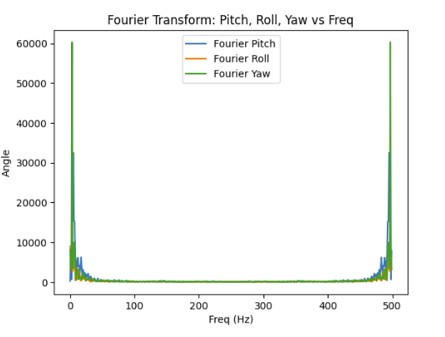 Fourier Transform: Pitch, Roll, Yaw vs Freq
Fourier Pitch
Fourier Roll
Fourier Yaw
60000
50000
40000
30000
20000
10000
0
Angle
0
100
200
300
400
500
Freq (Hz)